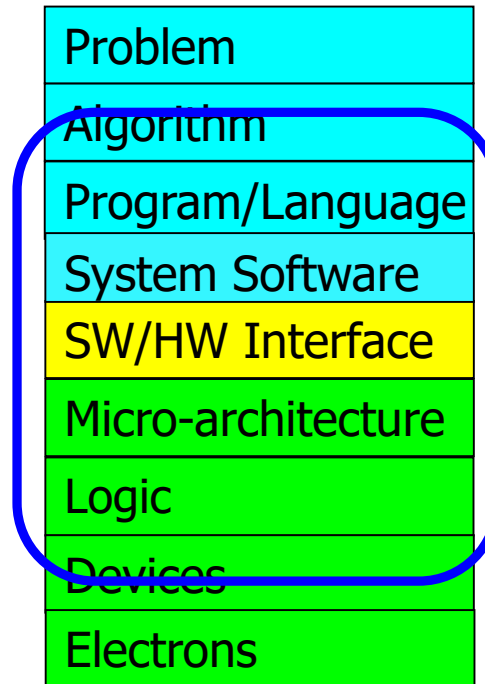 Problem
Algorithm
Program/Language
System Software
SW/HW Interface
Micro-architecture
Logic
Devices
Electrons